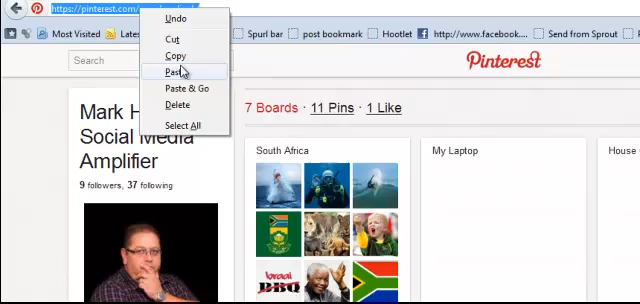 https://pinterest.com/
Most Visited
Spurl bar
post bookmark
Hootlet
http://www.facebook....
Send from Sprout
Undo
Cut
Copy
Paste
Paste & Go
Delete
Select All
Search
Pinterest
Mark H
Social Media
Amplifier
9 followers, 37 following
7 Boards · 11 Pins · 1 Like
South Africa
My Laptop
House
braai
BBQ